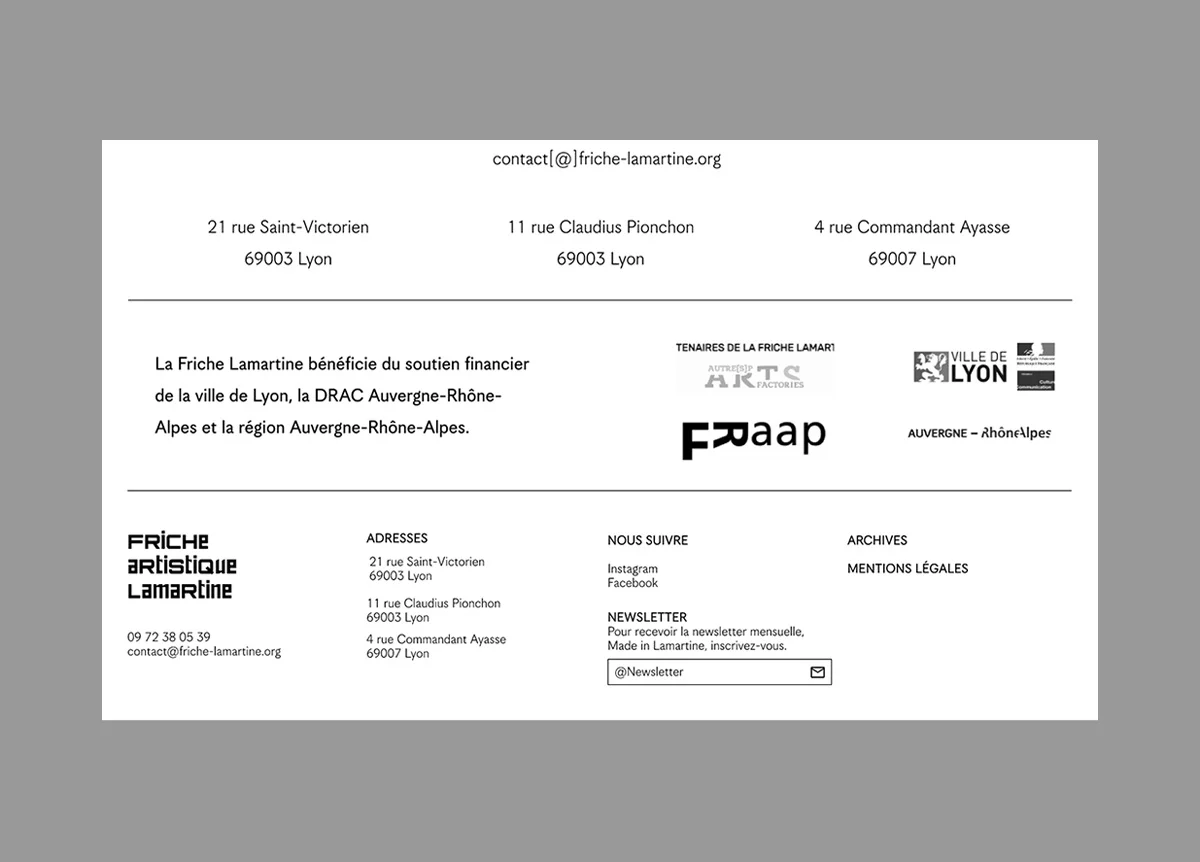 contact[@]friche-lamartine.org
21 rue Saint-Victorien
69003 Lyon
11 rue Claudius Pionchon
69003 Lyon
4 rue Commandant Ayasse
69007 Lyon
La Friche Lamartine bénéficie du soutien financier
de la ville de Lyon, la DRAC Auvergne-Rhône-
Alpes et la région Auvergne-Rhône-Alpes.
TENAIRES DE LA FRICHE LAMART
AUTRE[S]P
ARTS
FACTORIES
FRaap
VILLE DE
LYON
Culture
Communication
AUVERGNE – RhôneAlpes
FRiCHe
aRtistiQue
LamaRtine
09 72 38 05 39
contact@friche-lamartine.org
ADRESSES
21 rue Saint-Victorien
69003 Lyon
11 rue Claudius Pionchon
69003 Lyon
4 rue Commandant Ayasse
69007 Lyon
NOUS SUIVRE
Instagram
Facebook
NEWSLETTER
Pour recevoir la newsletter mensuelle,
Made in Lamartine, inscrivez-vous.
@Newsletter
ARCHIVES
MENTIONS LÉGALES